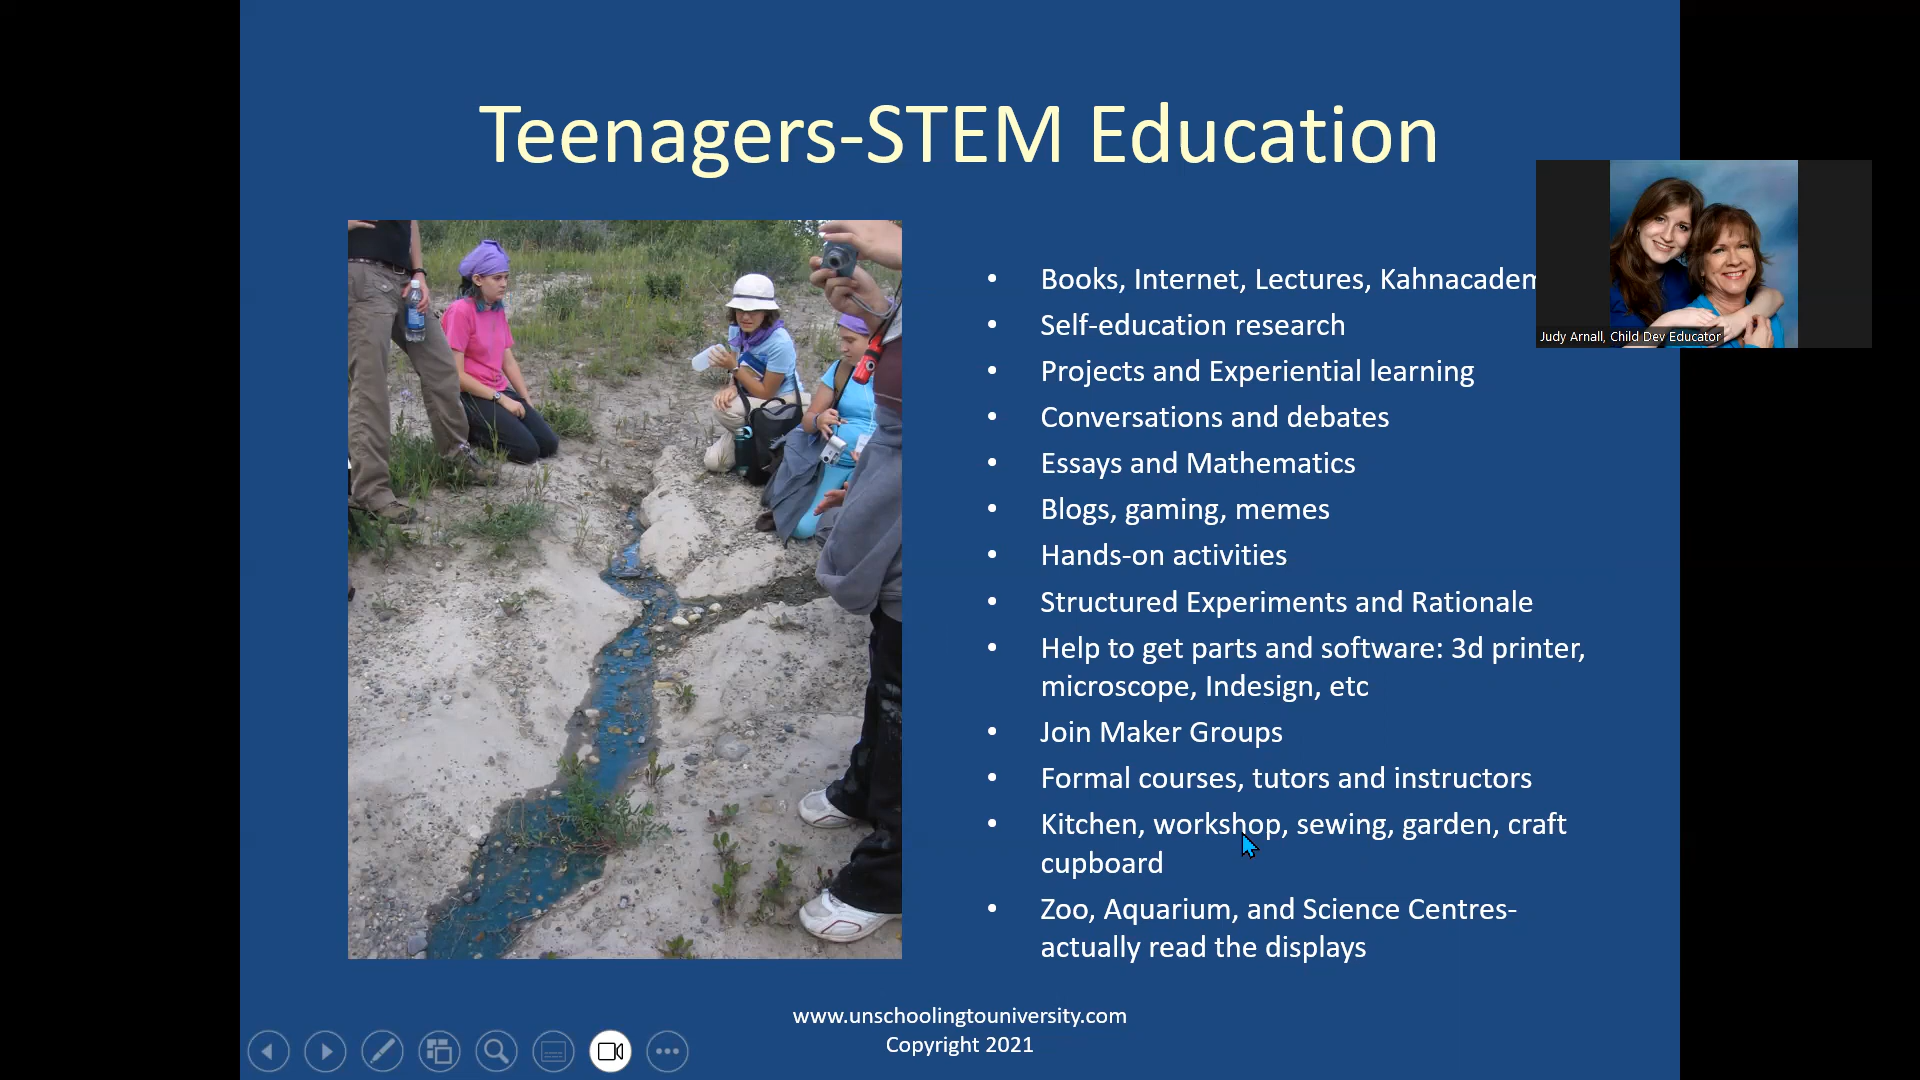 Teenagers-STEM Education
• Books, Internet, Lectures, Kahnacadem
• Self-education research
• Projects and Experiential learning
• Conversations and debates
• Essays and Mathematics
• Blogs, gaming, memes
• Hands-on activities
• Structured Experiments and Rationale
• Help to get parts and software: 3d printer,
microscope, Indesign, etc
• Join Maker Groups
• Formal courses, tutors and instructors
• Kitchen, workshop, sewing, garden, craft
cupboard
• Zoo, Aquarium, and Science Centres-
actually read the displays
Judy Arnall, Child Dev Educator
www.unschoolingtouniversity.com
Copyright 2021